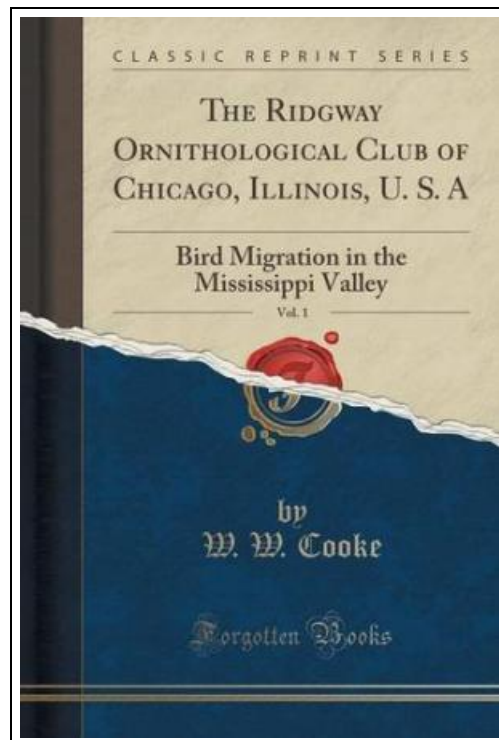 CLASSIC REPRINT SERIES
THE RIDGWAY
ORNITHOLOGICAL CLUB OF
CHICAGO, ILLINOIS, U. S. A
Bird Migration in the
Mississippi Valley
Vol. 1
by
W. W. Cooke
Forgotten Books